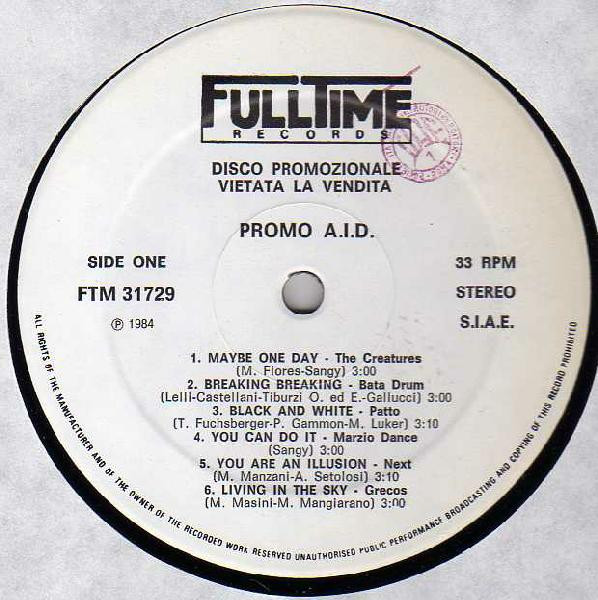 FULLTIME
RECORDS
DISCO PROMOZIONALE
VIETATA LA VENDITA
PROMO A.I.D.
SIDE ONE
FTM 31729
℗ 1984
33 RPM
STEREO
S.I.A.E.
1. MAYBE ONE DAY - The Creatures
(M. Flores-Sangy) 3:00
2. BREAKING BREAKING - Bata Drum
(Lelli-Castellani-Tiburzi O. ed E.-Gallucci) 3:00
3. BLACK AND WHITE - Patto
(T. Fuchsberger-P. Gammon-M. Luker) 3:10
4. YOU CAN DO IT - Marzio Dance
(Sangy) 3:00
5. YOU ARE AN ILLUSION - Next
(M. Manzani-A. Setolosi) 3:10
6. LIVING IN THE SKY - Grecos
(M. Masini-M. Mangiarano) 3:00
ALL RIGHTS OF THE MANUFACTURER AND OF THE OWNER OF THE RECORDED WORK RESERVED UNAUTHORISED PUBLIC PERFORMANCE BROADCASTING AND COPYING OF THIS RECORD PROHIBITED